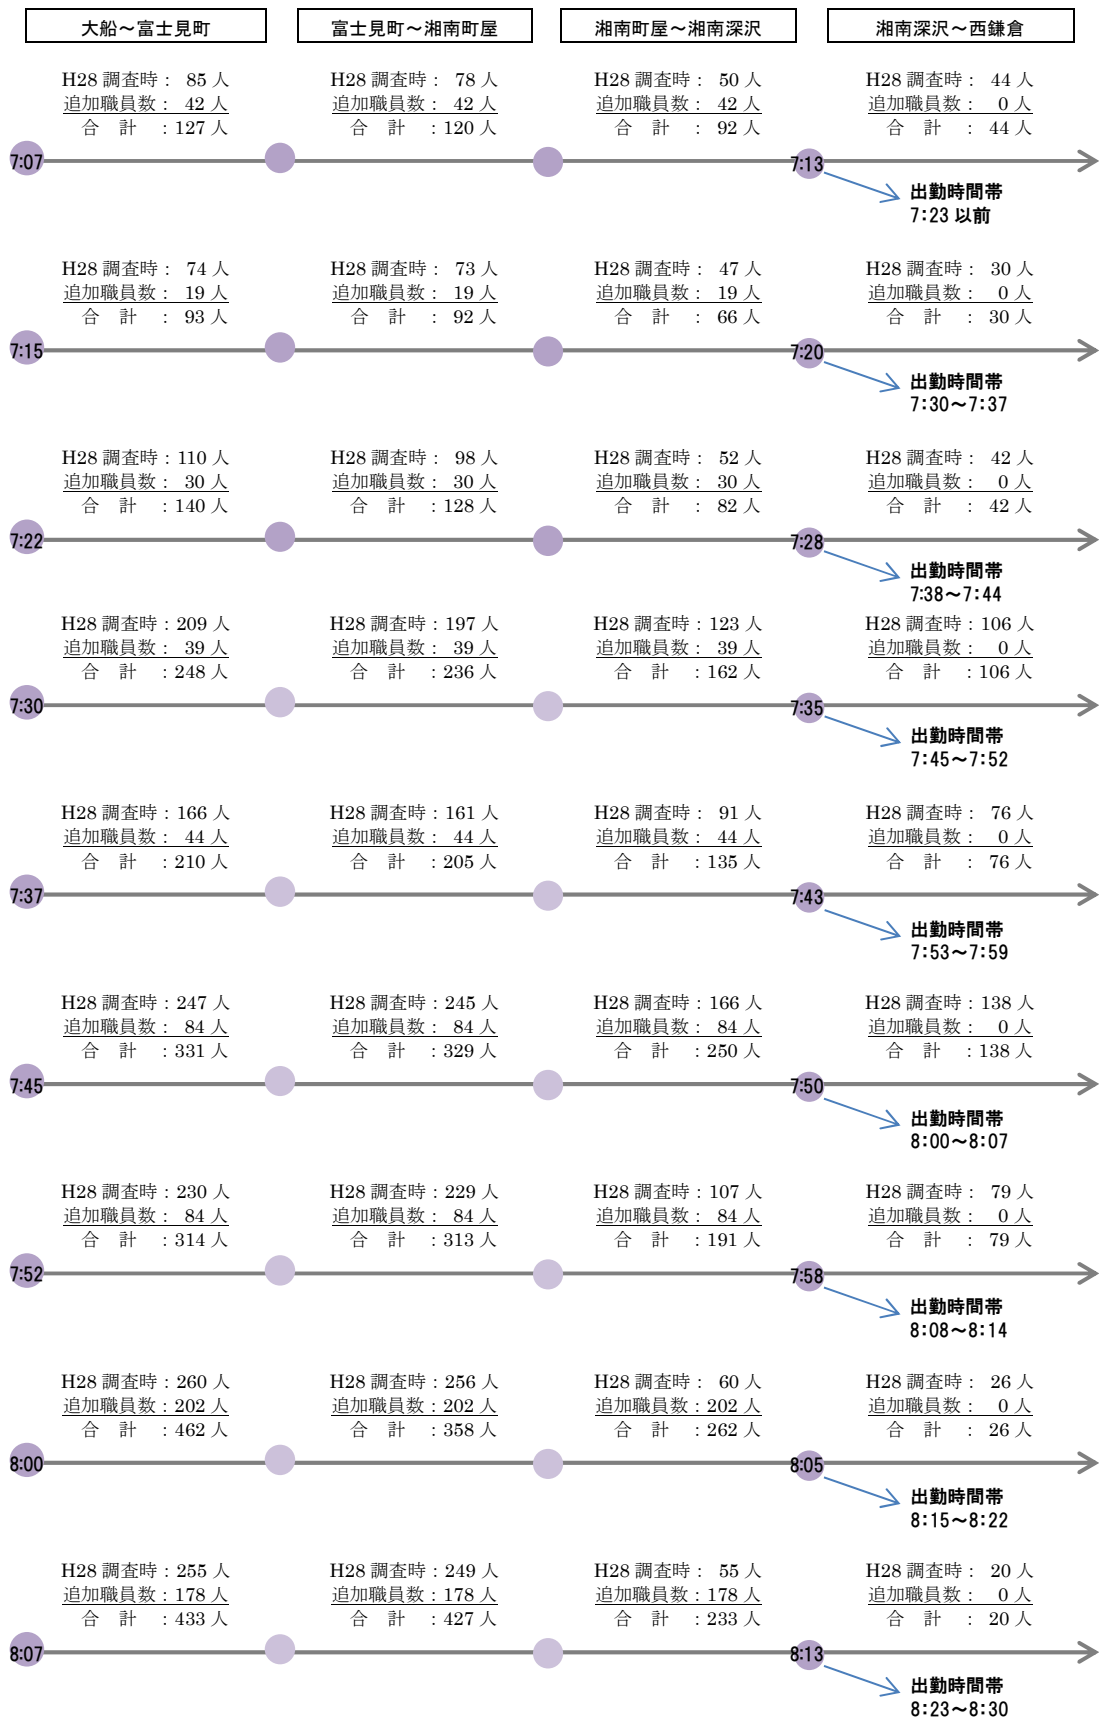 大船～富士見町 富士見町～湘南町屋 湘南町屋～湘南深沢 湘南深沢～西鎌倉
H28 調査時： 85 人 H28 調査時： 78 人 H28 調査時： 50 人 H28 調査時： 44 人
追加職員数： 42 人 追加職員数： 42 人 追加職員数： 42 人 追加職員数： 0 人
合 計 ：127 人 合 計 ：120 人 合 計 ： 92 人 合 計 ： 44 人
7:07 7:13
出勤時間帯
7:23 以前
H28 調査時： 74 人 H28 調査時： 73 人 H28 調査時： 47 人 H28 調査時： 30 人
追加職員数： 19 人 追加職員数： 19 人 追加職員数： 19 人 追加職員数： 0 人
合 計 ： 93 人 合 計 ： 92 人 合 計 ： 66 人 合 計 ： 30 人
7:15 7:20
出勤時間帯
7:30～7:37
H28 調査時：110 人 H28 調査時： 98 人 H28 調査時： 52 人 H28 調査時： 42 人
追加職員数： 30 人 追加職員数： 30 人 追加職員数： 30 人 追加職員数： 0 人
合 計 ：140 人 合 計 ：128 人 合 計 ： 82 人 合 計 ： 42 人
7:22 7:28
出勤時間帯
7:38～7:44
H28 調査時：209 人 H28 調査時：197 人 H28 調査時：123 人 H28 調査時：106 人
追加職員数： 39 人 追加職員数： 39 人 追加職員数： 39 人 追加職員数： 0 人
合 計 ：248 人 合 計 ：236 人 合 計 ：162 人 合 計 ：106 人
7:30 7:35
出勤時間帯
7:45～7:52
H28 調査時：166 人 H28 調査時：161 人 H28 調査時： 91 人 H28 調査時： 76 人
追加職員数： 44 人 追加職員数： 44 人 追加職員数： 44 人 追加職員数： 0 人
合 計 ：210 人 合 計 ：205 人 合 計 ：135 人 合 計 ： 76 人
7:37 7:43
出勤時間帯
7:53～7:59
H28 調査時：247 人 H28 調査時：245 人 H28 調査時：166 人 H28 調査時：138 人
追加職員数： 84 人 追加職員数： 84 人 追加職員数： 84 人 追加職員数： 0 人
合 計 ：331 人 合 計 ：329 人 合 計 ：250 人 合 計 ：138 人
7:45 7:50
出勤時間帯
8:00～8:07
H28 調査時：230 人 H28 調査時：229 人 H28 調査時：107 人 H28 調査時： 79 人
追加職員数： 84 人 追加職員数： 84 人 追加職員数： 84 人 追加職員数： 0 人
合 計 ：314 人 合 計 ：313 人 合 計 ：191 人 合 計 ： 79 人
7:52 7:58
出勤時間帯
8:08～8:14
H28 調査時：260 人 H28 調査時：256 人 H28 調査時： 60 人 H28 調査時： 26 人
追加職員数：202 人 追加職員数：202 人 追加職員数：202 人 追加職員数： 0 人
合 計 ：462 人 合 計 ：358 人 合 計 ：262 人 合 計 ： 26 人
8:00 8:05
出勤時間帯
8:15～8:22
H28 調査時：255 人 H28 調査時：249 人 H28 調査時： 55 人 H28 調査時： 20 人
追加職員数：178 人 追加職員数：178 人 追加職員数：178 人 追加職員数： 0 人
合 計 ：433 人 合 計 ：427 人 合 計 ：233 人 合 計 ： 20 人
8:07 8:13
出勤時間帯
8:23～8:30